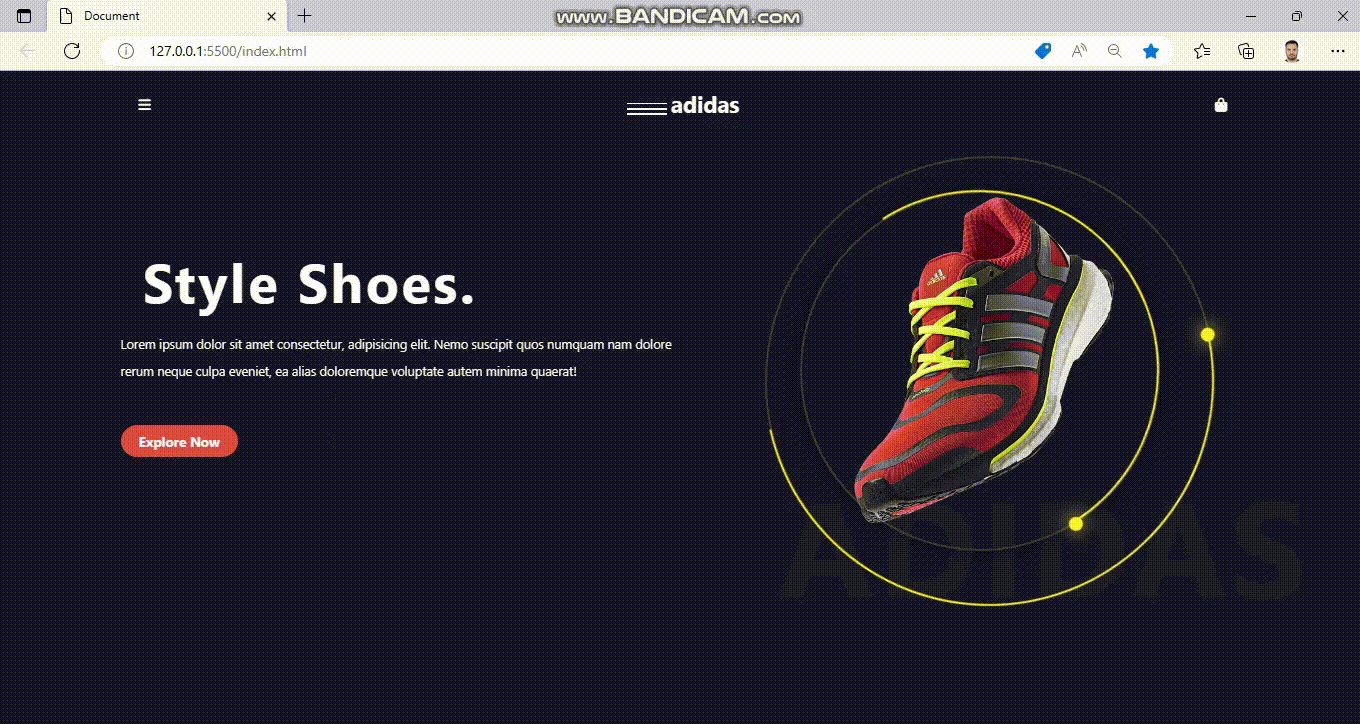 Document
www.BANDICAM.com
127.0.0.1:5500/index.html
adidas
Style Shoes.
Lorem ipsum dolor sit amet consectetur, adipisicing elit. Nemo suscipit quos numquam nam dolore
rerum neque culpa eveniet, ea alias doloremque voluptate autem minima quaerat!
Explore Now
adidas
ADIDAS